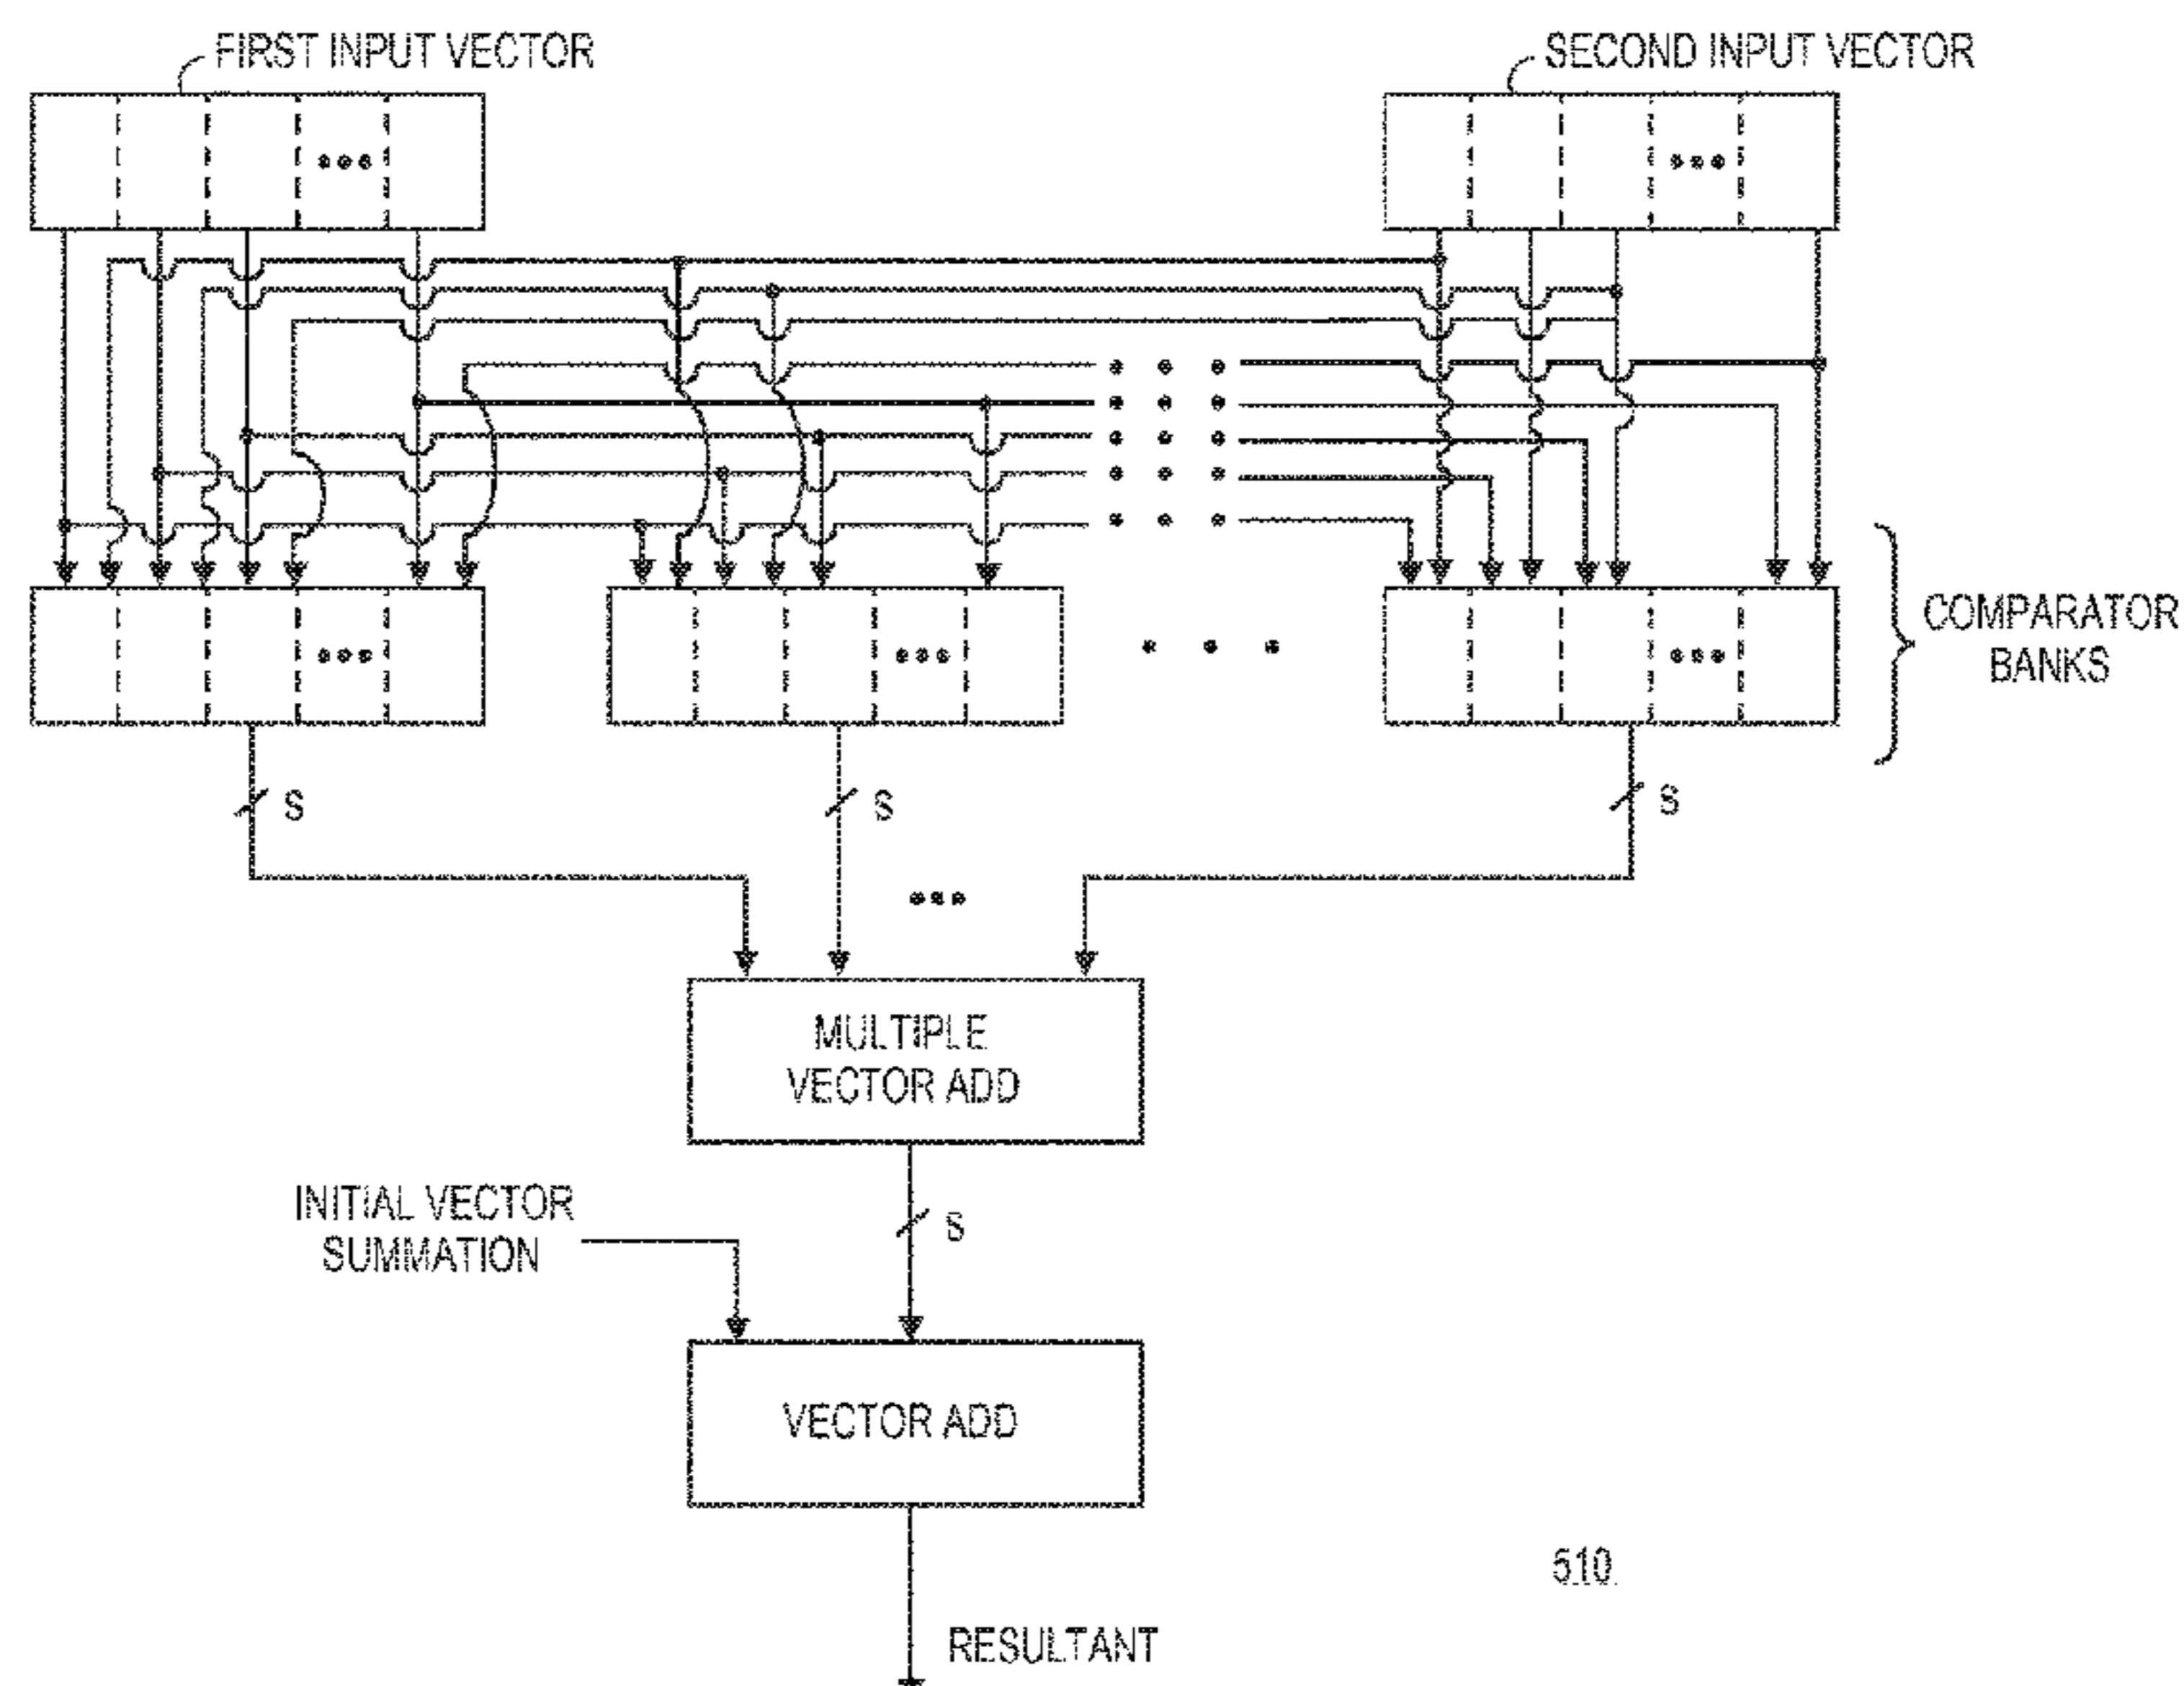 FIRST INPUT VECTOR
SECOND INPUT VECTOR
COMPARATOR
BANKS
S
S
S
MULTIPLE
VECTOR ADD
INITIAL VECTOR
SUMMATION
S
VECTOR ADD
510
RESULTANT